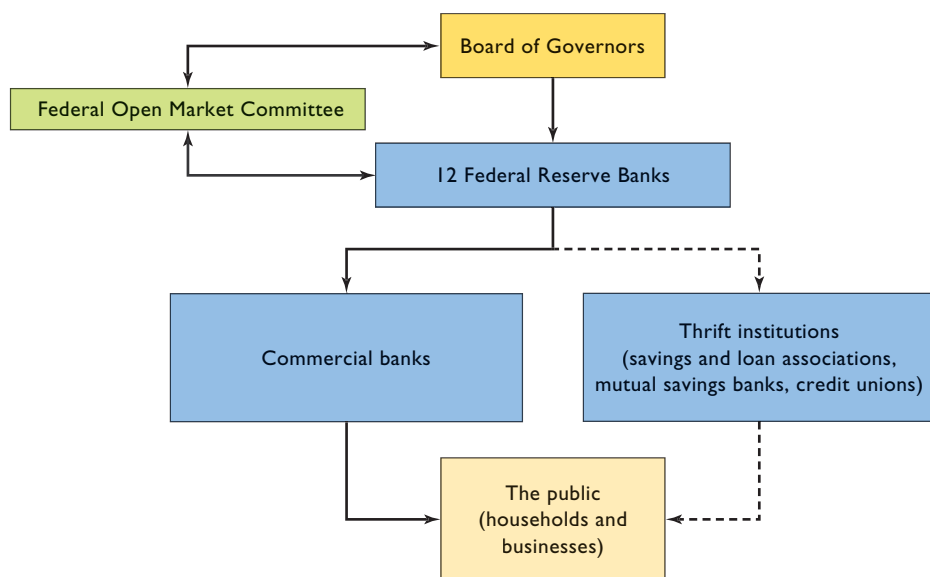 Board of Governors
Federal Open Market Committee
12 Federal Reserve Banks
Commercial banks
Thrift institutions
(savings and loan associations,
mutual savings banks, credit unions)
The public
(households and
businesses)